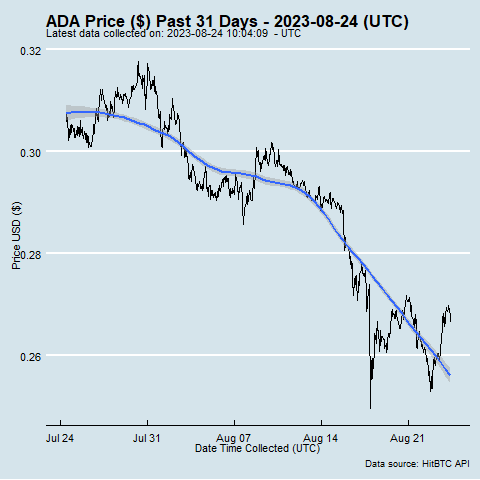 ADA Price ($) Past 31 Days - 2023-08-24 (UTC)
Latest data collected on: 2023-08-24 10:04:09 - UTC
0.32
0.30
0.28
0.26
Price USD ($)
Jul 24 Jul 31 Aug 07 Aug 14 Aug 21
Date Time Collected (UTC)
Data source: HitBTC API